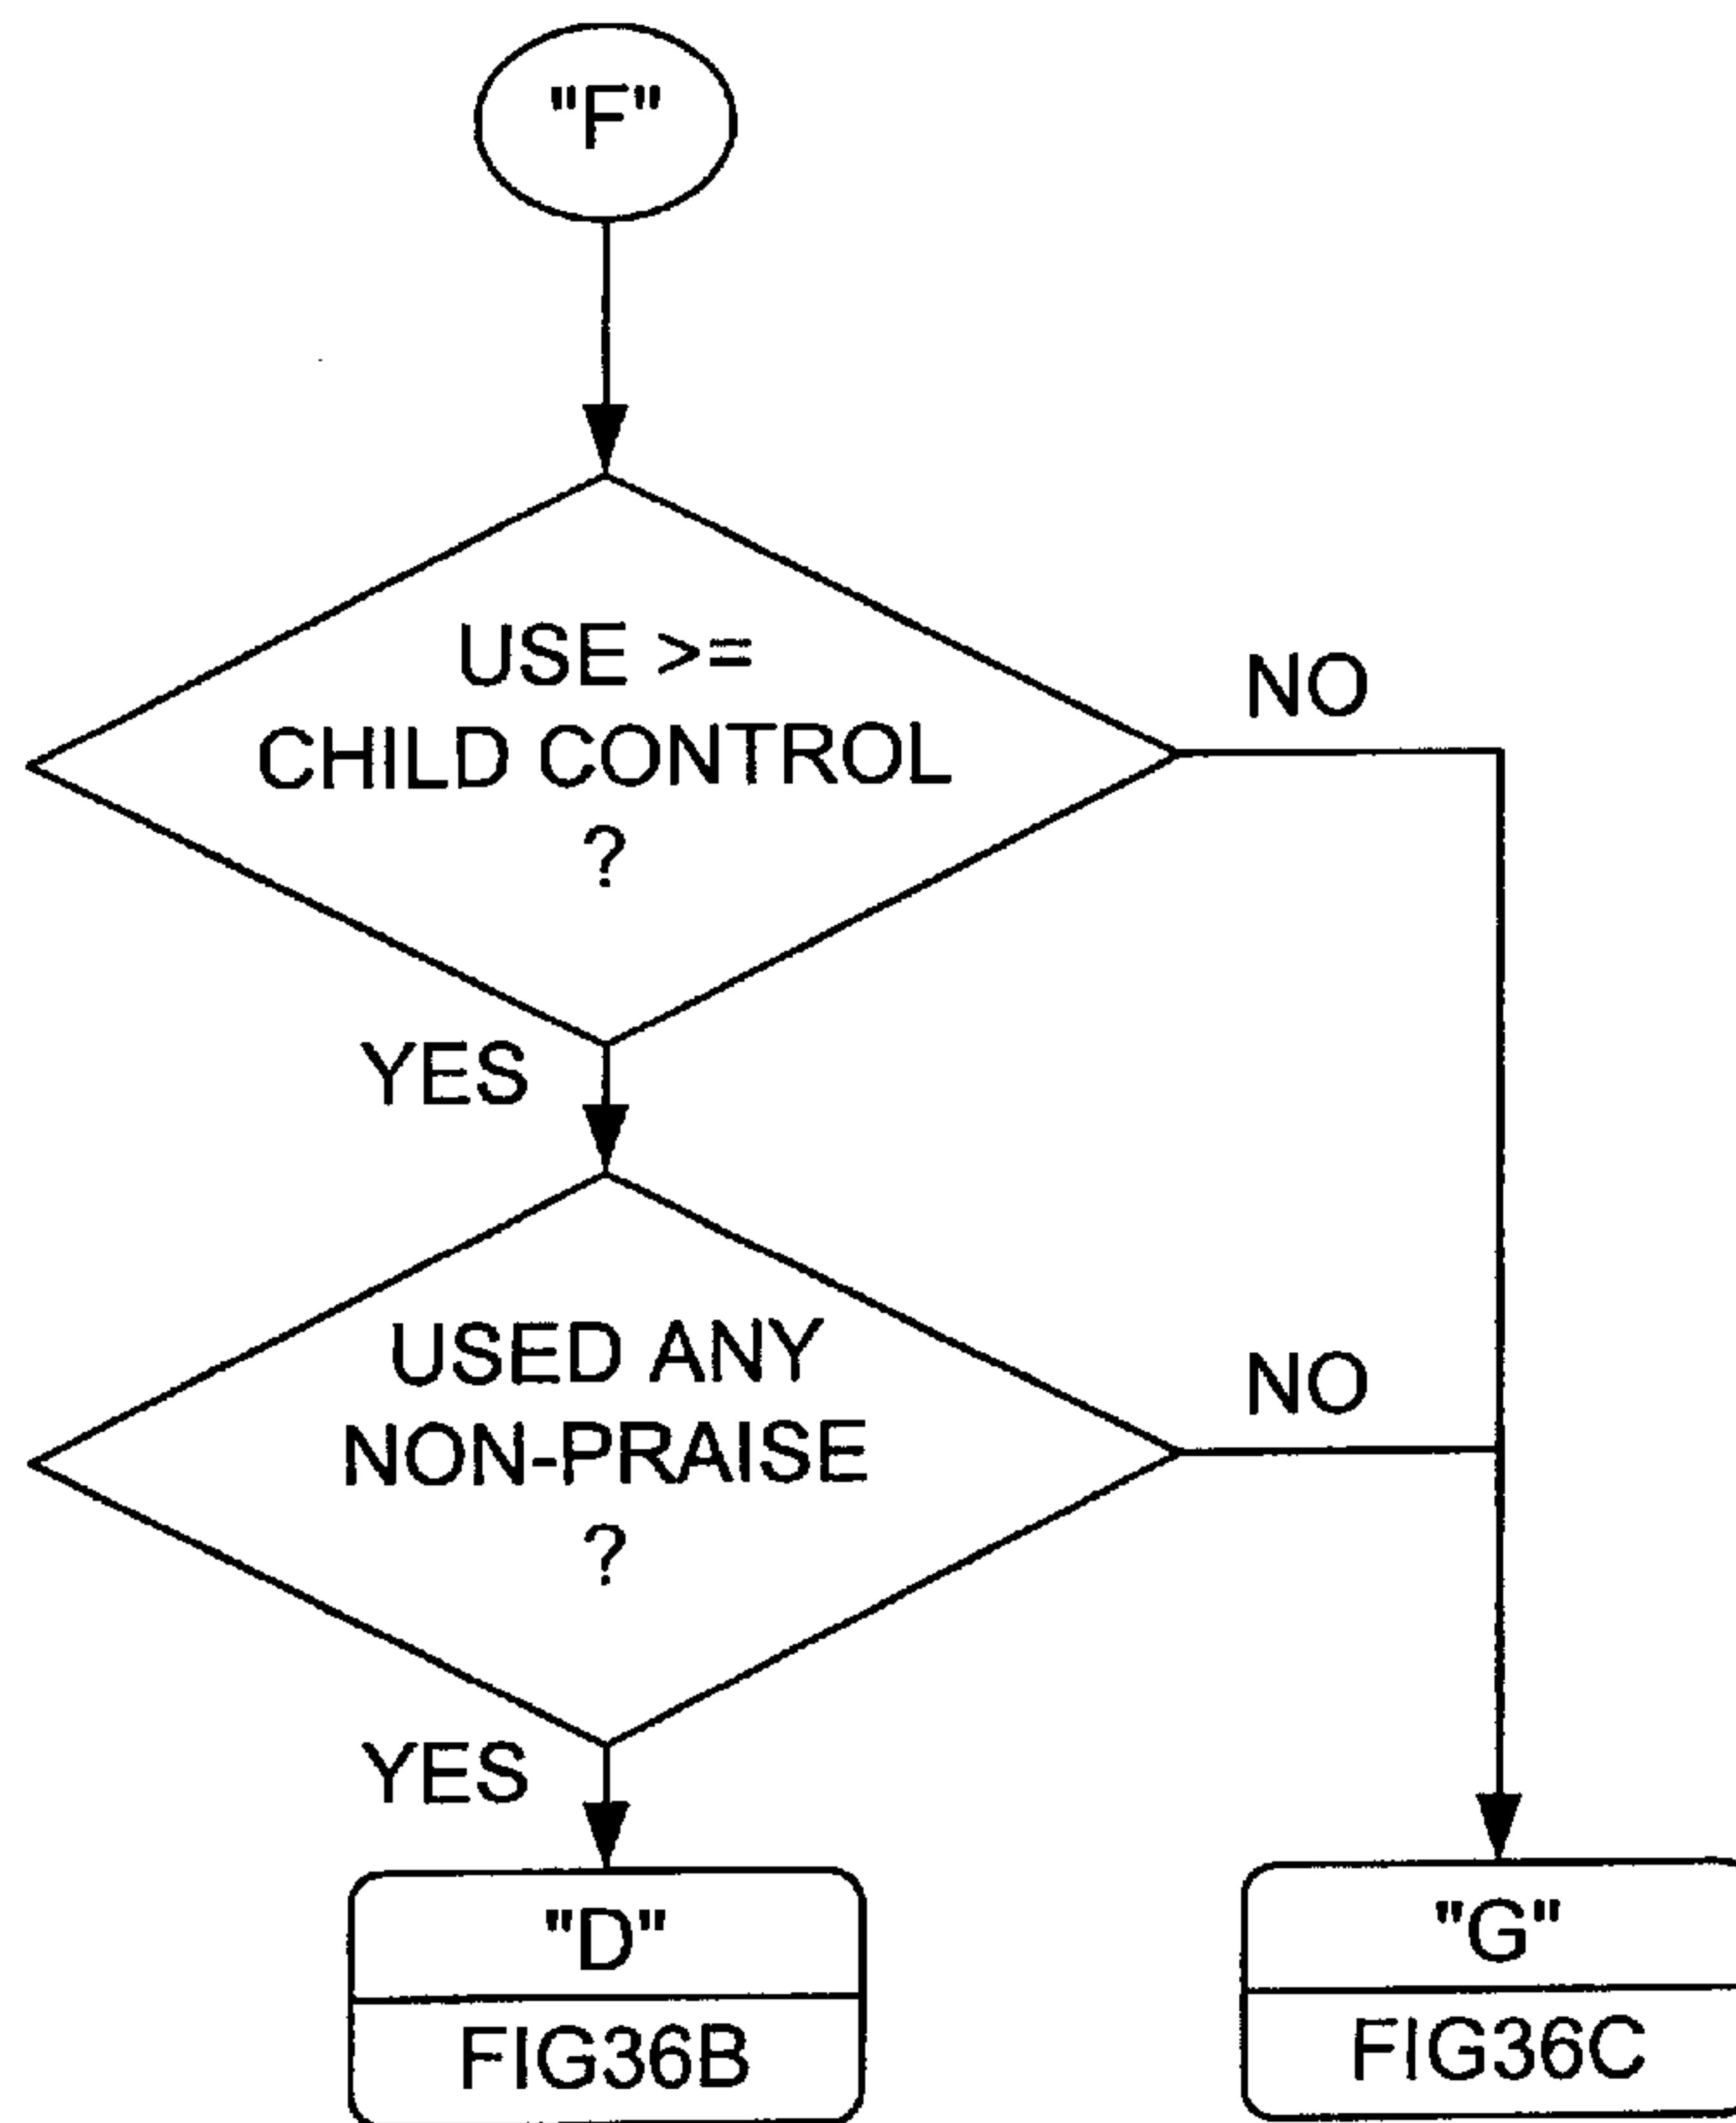 "F"
USE >=
CHILD CONTROL
?
NO
YES
USED ANY
NON-PRAISE
?
NO
YES
"D"
FIG36B
"G"
FIG36C